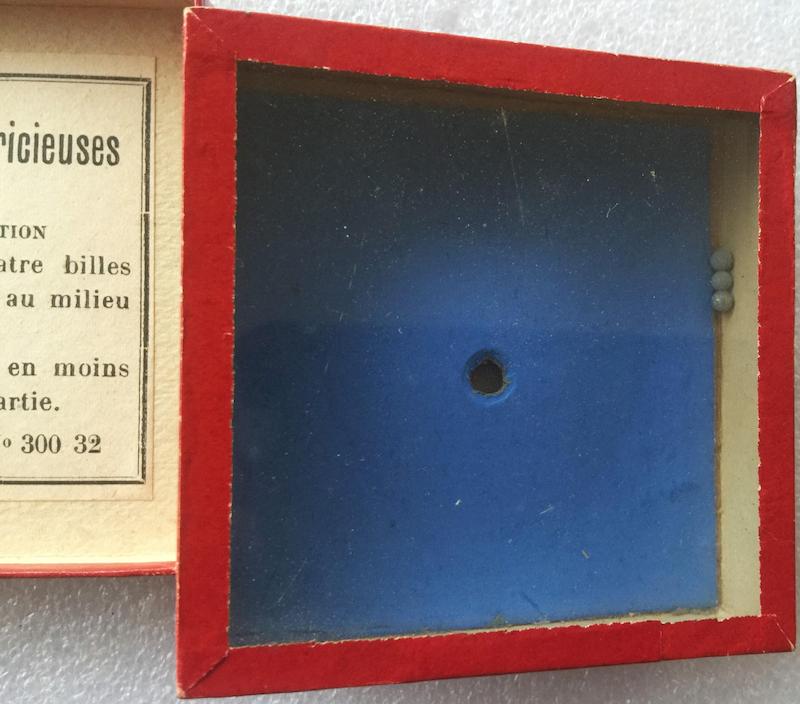 ricieuses
TION
atre billes
au milieu
en moins
artie.
º 300 32